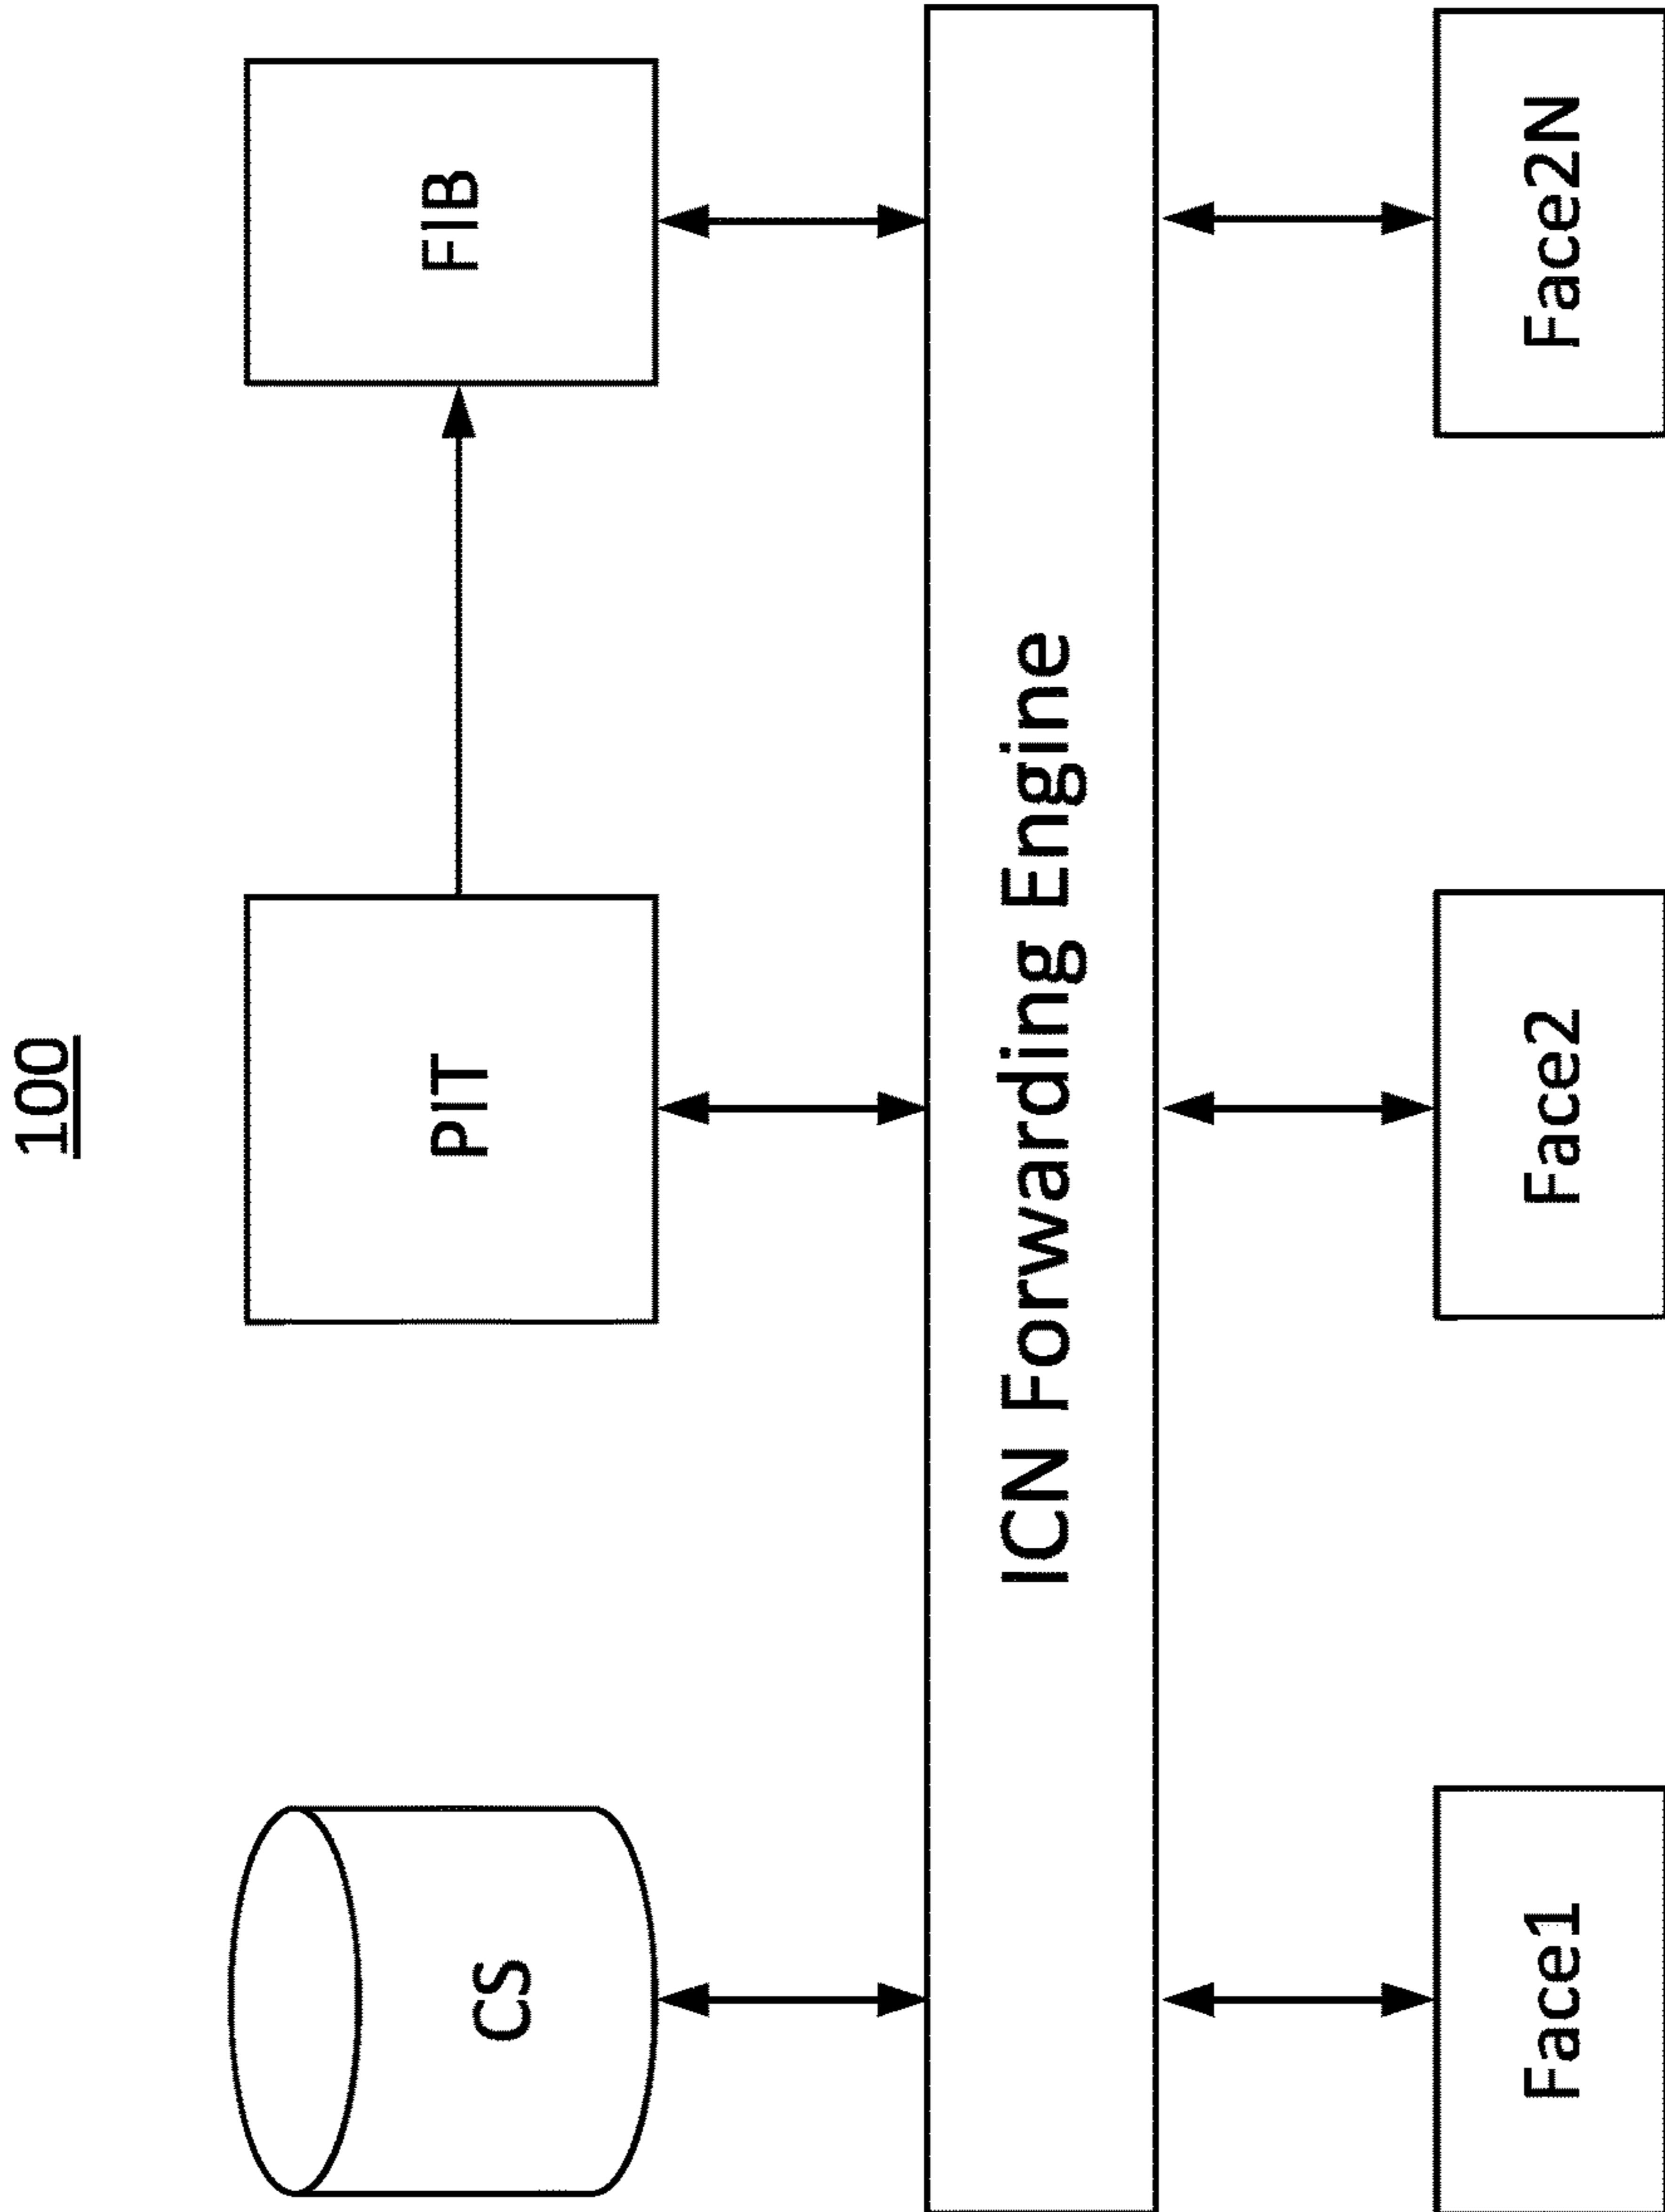 100
CS
PIT
FIB
ICN Forwarding Engine
Face1
Face2
Face2N